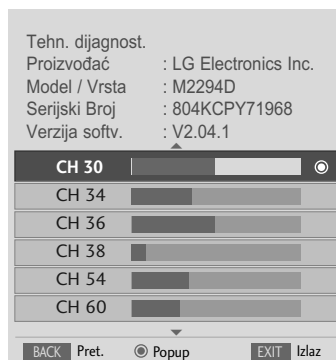 Tehn. dijagnost.
Proizvođać : LG Electronics Inc.
Model / Vrsta : M2294D
Serijski Broj : 804KCPY71968
Verzija softv. : V2.04.1
CH 30
CH 34
CH 36
CH 38
CH 54
CH 60
BACK Pret. Popup EXIT Izlaz